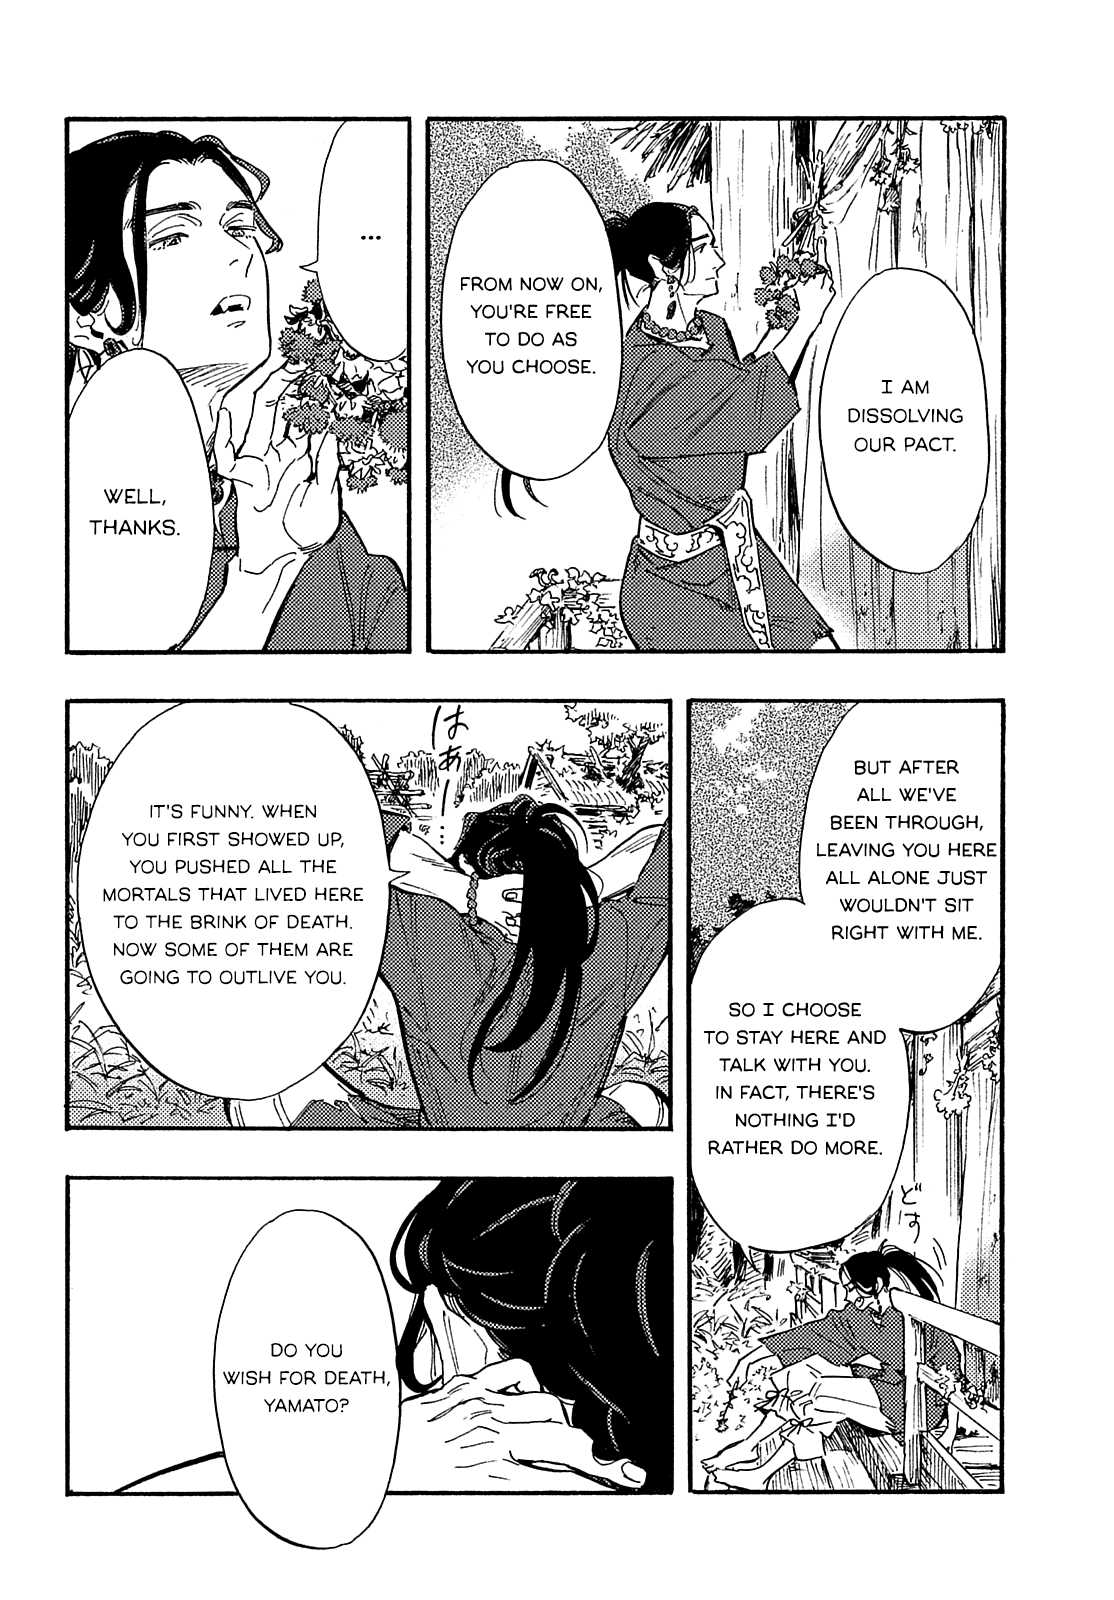 I AM
DISSOLVING
OUR PACT.
FROM NOW ON,
YOU'RE FREE
TO DO AS
YOU CHOOSE.
...
WELL,
THANKS.
BUT AFTER
ALL WE'VE
BEEN THROUGH,
LEAVING YOU HERE
ALL ALONE JUST
WOULDN'T SIT
RIGHT WITH ME.
SO I CHOOSE
TO STAY HERE AND
TALK WITH YOU.
IN FACT, THERE'S
NOTHING I'D
RATHER DO MORE.
どす
はぁー…
IT'S FUNNY. WHEN
YOU FIRST SHOWED UP,
YOU PUSHED ALL THE
MORTALS THAT LIVED HERE
TO THE BRINK OF DEATH.
NOW SOME OF THEM ARE
GOING TO OUTLIVE YOU.
DO YOU
WISH FOR DEATH,
YAMATO?